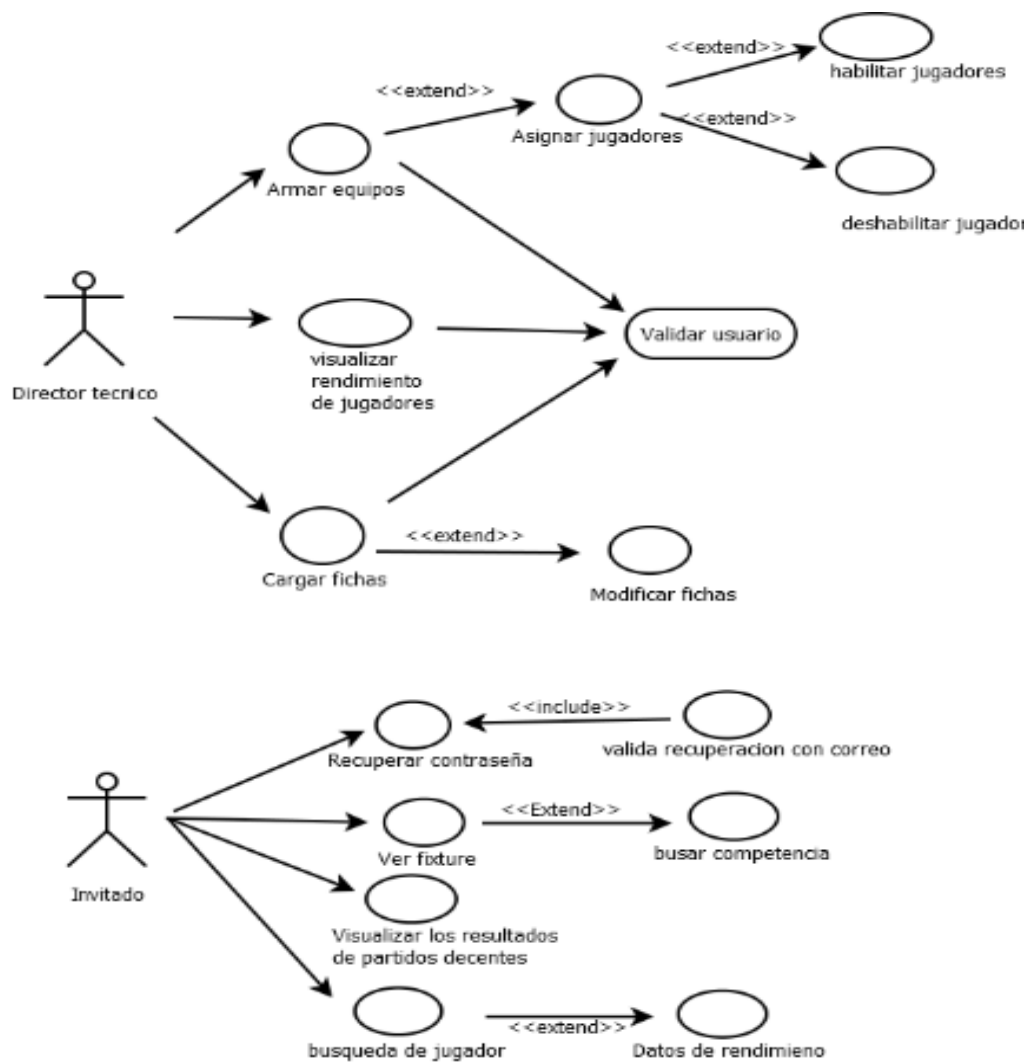 <<extend>>
habilitar jugadores
<<extend>>
<<extend>>
Asignar jugadores
Armar equipos
deshabilitar jugador
Validar usuario
visualizar
rendimiento
de jugadores
Director tecnico
<<extend>>
Cargar fichas
Modificar fichas
<<include>>
Recuperar contraseña
valida recuperacion con correo
<<Extend>>
Ver fixture
busar competencia
Invitado
Visualizar los resultados
de partidos decentes
<<extend>>
busqueda de jugador
Datos de rendimieno